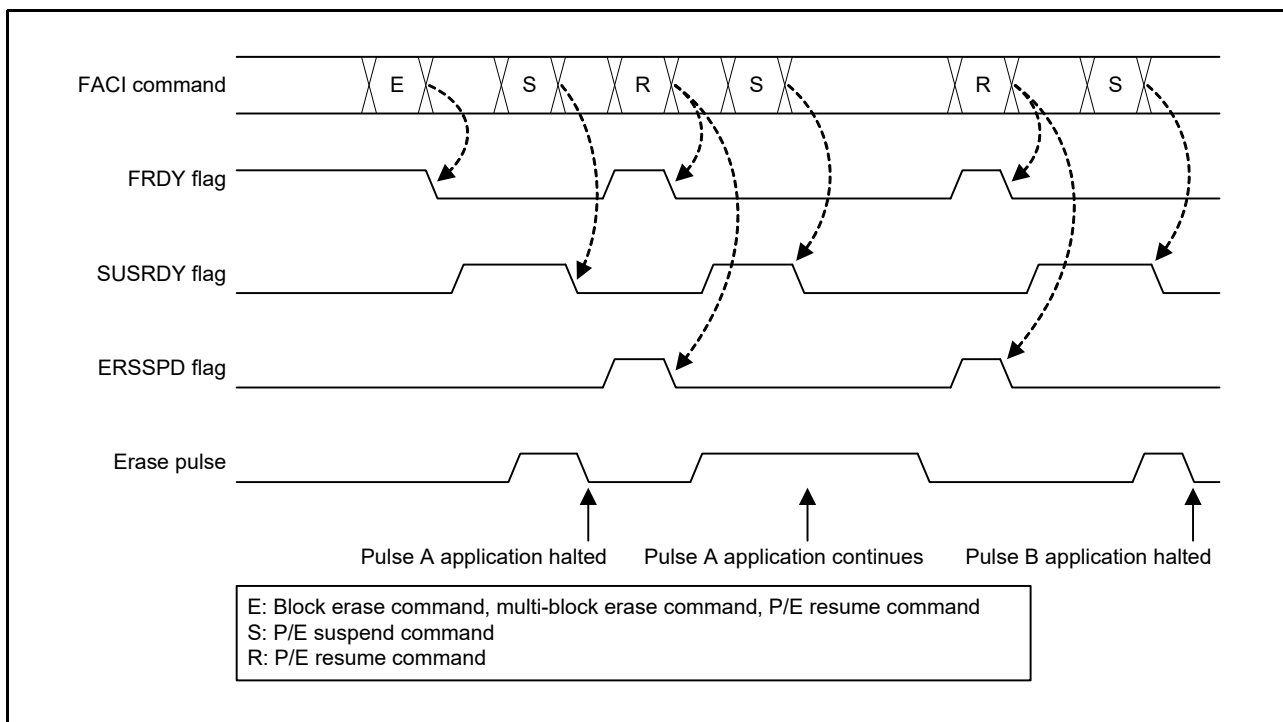 FACI command
E
S
R
S
R
S
FRDY flag
SUSRDY flag
ERSSPD flag
Erase pulse
Pulse A application halted
Pulse A application continues
Pulse B application halted
E: Block erase command, multi-block erase command, P/E resume command
S: P/E suspend command
R: P/E resume command